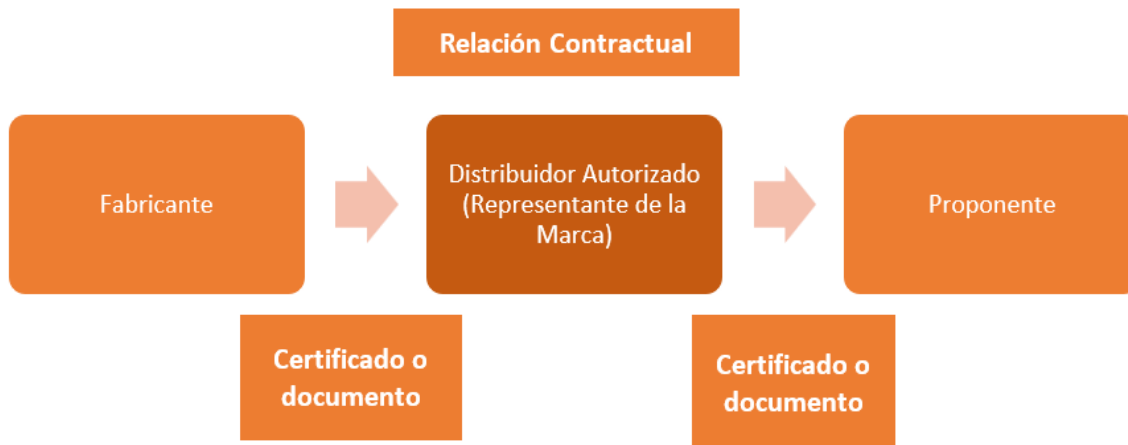 Relación Contractual
Fabricante
Distribuidor Autorizado
(Representante de la
Marca)
Proponente
Certificado o
documento
Certificado o
documento